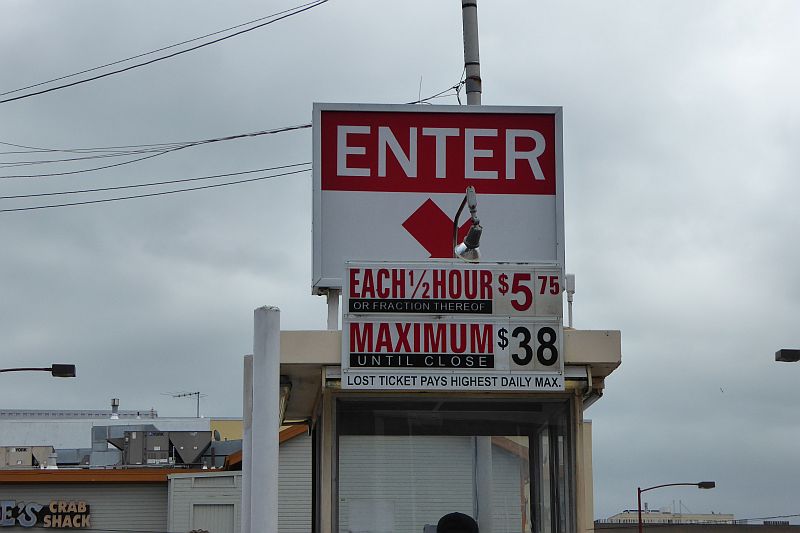 ENTER
EACH 1/2 HOUR $5 75
OR FRACTION THEREOF
MAXIMUM $38
UNTIL CLOSE
LOST TICKET PAYS HIGHEST DAILY MAX.
E'S CRAB
SHACK